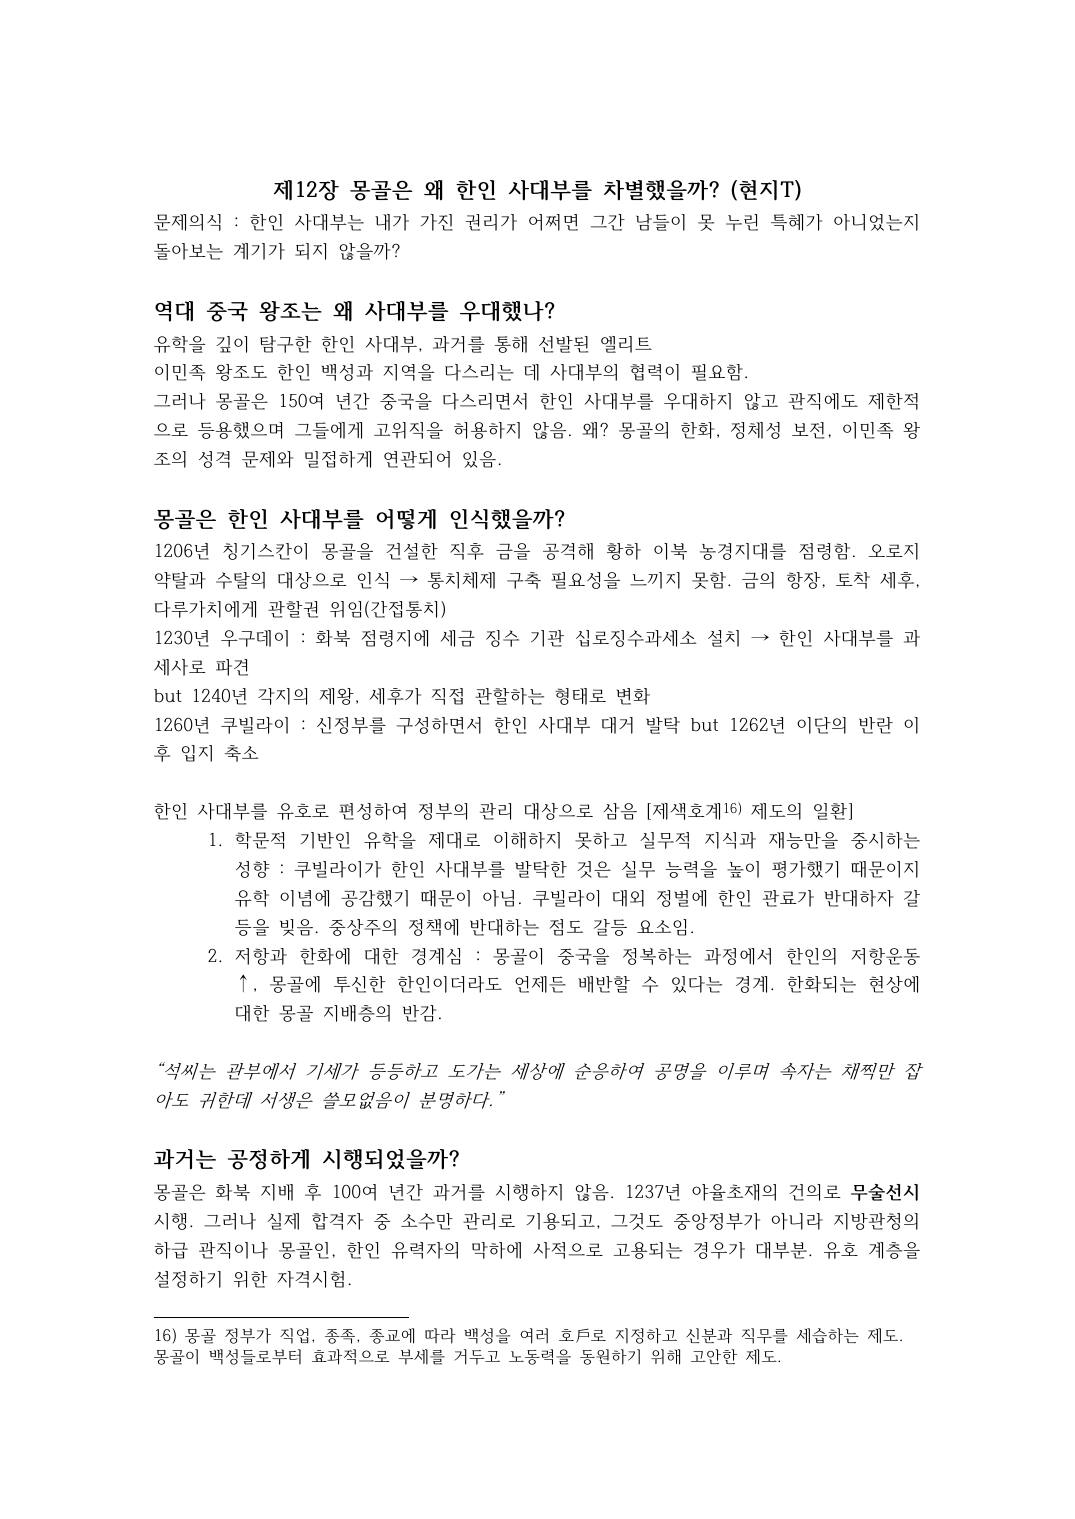 제12장 몽골은 왜 한인 사대부를 차별했을까? (현지T)
문제의식 : 한인 사대부는 내가 가진 권리가 어쩌면 그간 남들이 못 누린 특혜가 아니었는지
돌아보는 계기가 되지 않을까?
역대 중국 왕조는 왜 사대부를 우대했나?
유학을 깊이 탐구한 한인 사대부, 과거를 통해 선발된 엘리트
이민족 왕조도 한인 백성과 지역을 다스리는 데 사대부의 협력이 필요함.
그러나 몽골은 150여 년간 중국을 다스리면서 한인 사대부를 우대하지 않고 관직에도 제한적
으로 등용했으며 그들에게 고위직을 허용하지 않음. 왜? 몽골의 한화, 정체성 보전, 이민족 왕
조의 성격 문제와 밀접하게 연관되어 있음.
몽골은 한인 사대부를 어떻게 인식했을까?
1206년 칭기스칸이 몽골을 건설한 직후 금을 공격해 황하 이북 농경지대를 점령함. 오로지
약탈과 수탈의 대상으로 인식 → 통치체제 구축 필요성을 느끼지 못함. 금의 항장, 토착 세후,
다루가치에게 관할권 위임(간접통치)
1230년 우구데이 : 화북 점령지에 세금 징수 기관 십로징수과세소 설치 → 한인 사대부를 과
세사로 파견
but 1240년 각지의 제왕, 세후가 직접 관할하는 형태로 변화
1260년 쿠빌라이 : 신정부를 구성하면서 한인 사대부 대거 발탁 but 1262년 이단의 반란 이
후 입지 축소
한인 사대부를 유호로 편성하여 정부의 관리 대상으로 삼음 [제색호계16) 제도의 일환]
1. 학문적 기반인 유학을 제대로 이해하지 못하고 실무적 지식과 재능만을 중시하는
성향 : 쿠빌라이가 한인 사대부를 발탁한 것은 실무 능력을 높이 평가했기 때문이지
유학 이념에 공감했기 때문이 아님. 쿠빌라이 대외 정벌에 한인 관료가 반대하자 갈
등을 빚음. 중상주의 정책에 반대하는 점도 갈등 요소임.
2. 저항과 한화에 대한 경계심 : 몽골이 중국을 정복하는 과정에서 한인의 저항운동
↑, 몽골에 투신한 한인이더라도 언제든 배반할 수 있다는 경계. 한화되는 현상에
대한 몽골 지배층의 반감.
“석씨는 관부에서 기세가 등등하고 도가는 세상에 순응하여 공명을 이루며 속자는 채찍만 잡
아도 귀한데 서생은 쓸모없음이 분명하다.”
과거는 공정하게 시행되었을까?
몽골은 화북 지배 후 100여 년간 과거를 시행하지 않음. 1237년 야율초재의 건의로 무술선시
시행. 그러나 실제 합격자 중 소수만 관리로 기용되고, 그것도 중앙정부가 아니라 지방관청의
하급 관직이나 몽골인, 한인 유력자의 막하에 사적으로 고용되는 경우가 대부분. 유호 계층을
설정하기 위한 자격시험.
16) 몽골 정부가 직업, 종족, 종교에 따라 백성을 여러 호戶로 지정하고 신분과 직무를 세습하는 제도.
몽골이 백성들로부터 효과적으로 부세를 거두고 노동력을 동원하기 위해 고안한 제도.